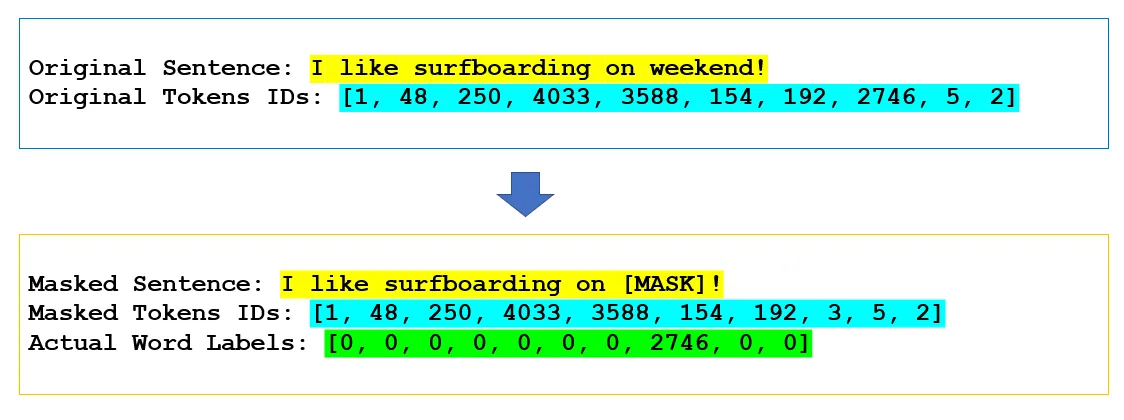 Original Sentence: I like surfboarding on weekend!
Original Tokens IDs: [1, 48, 250, 4033, 3588, 154, 192, 2746, 5, 2]
Masked Sentence: I like surfboarding on [MASK]!
Masked Tokens IDs: [1, 48, 250, 4033, 3588, 154, 192, 3, 5, 2]
Actual Word Labels: [0, 0, 0, 0, 0, 0, 0, 2746, 0, 0]